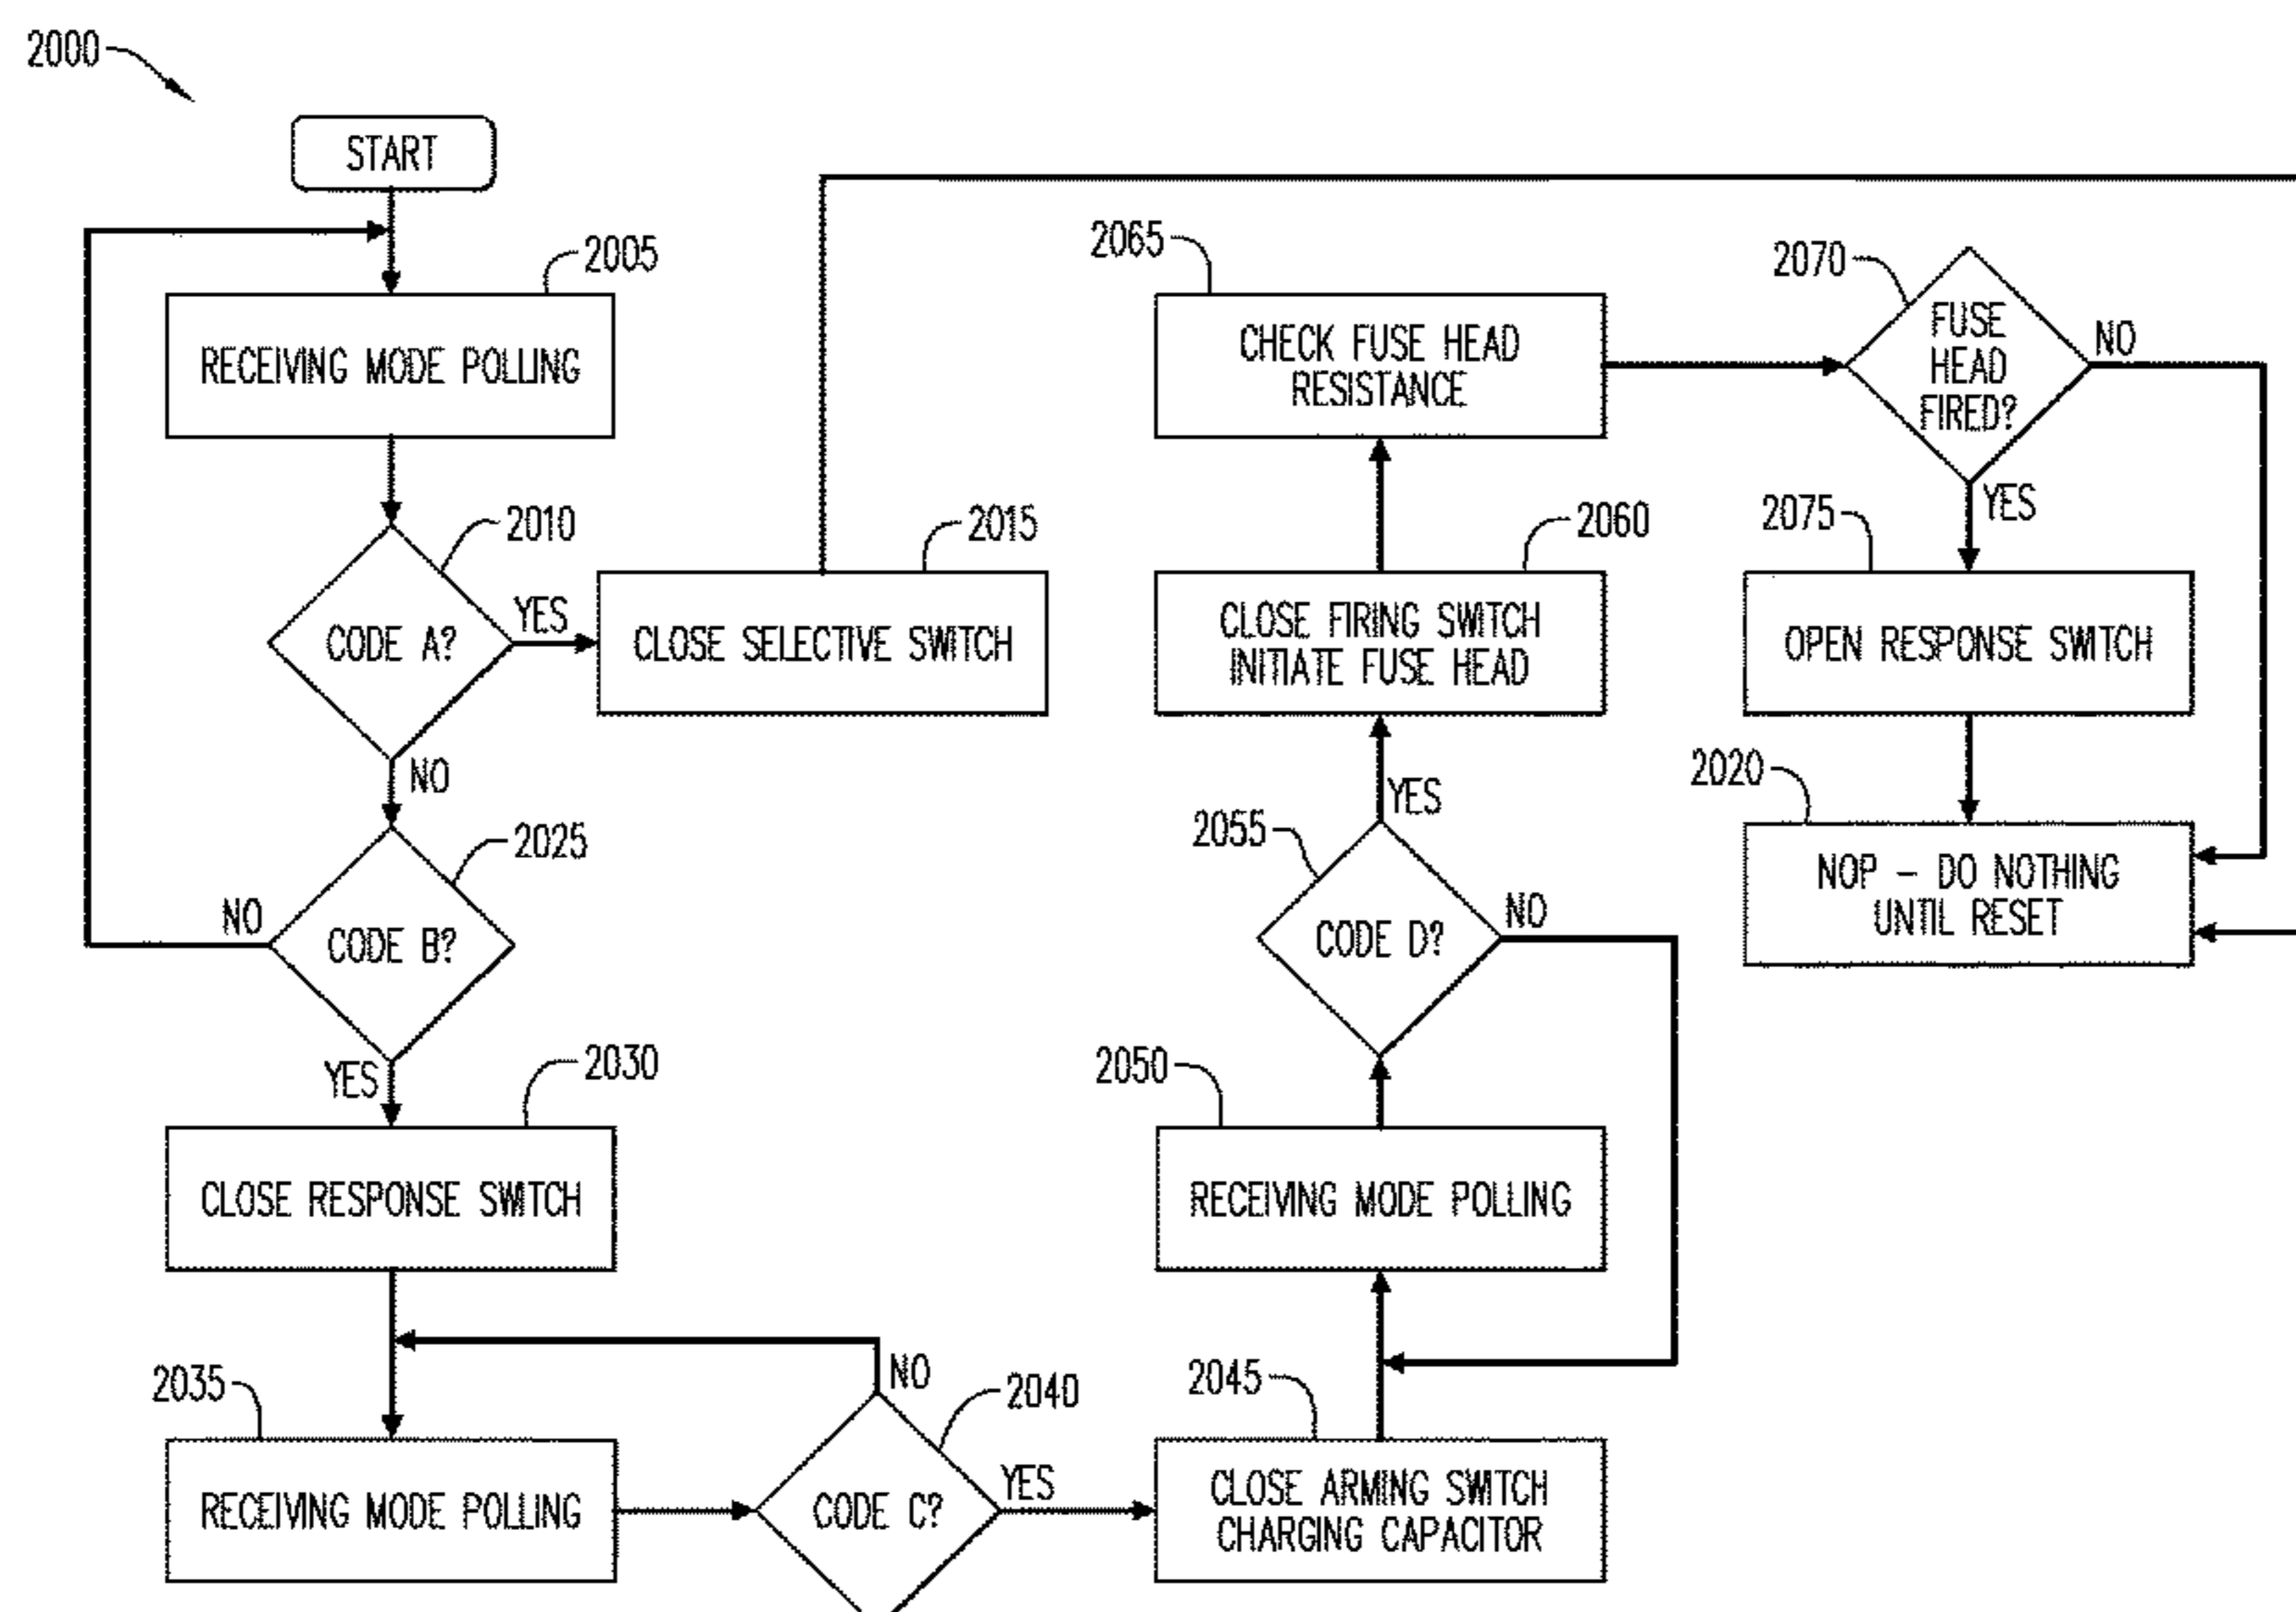 2000
START
2005
RECEIVING MODE POLLING
2010
CODE A?
YES
NO
2015
CLOSE SELECTIVE SWITCH
2025
CODE B?
NO
YES
2030
CLOSE RESPONSE SWITCH
2035
RECEIVING MODE POLLING
2040
CODE C?
NO
YES
2045
CLOSE ARMING SWITCH
CHARGING CAPACITOR
2050
RECEIVING MODE POLLING
2055
CODE D?
NO
YES
2060
CLOSE FIRING SWITCH
INITIATE FUSE HEAD
2065
CHECK FUSE HEAD
RESISTANCE
2070
FUSE
HEAD
FIRED?
NO
YES
2075
OPEN RESPONSE SWITCH
2020
NOP – DO NOTHING
UNTIL RESET